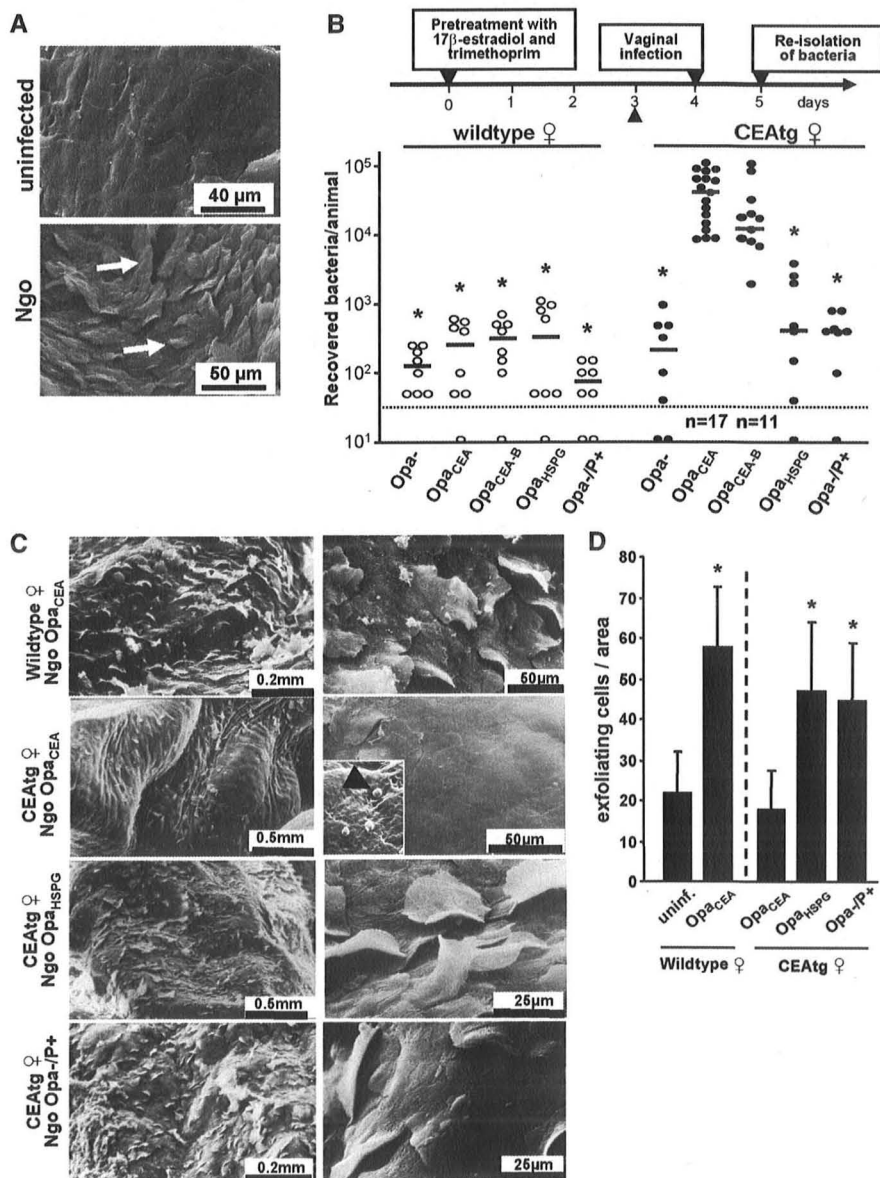 A
uninfected
40 µm
Ngo
50 µm
B
Pretreatment with
17β-estradiol and
trimethoprim
Vaginal
infection
Re-isolation
of bacteria
0 1 2 3 4 5 days
wildtype ♀ CEAtg ♀
Recovered bacteria/animal
10⁵
10⁴
10³
10²
10¹
* * * * * * * *
n=17 n=11
Opa- OpaCEA OpaCEA-B OpaHSPG Opa-/P+ Opa- OpaCEA OpaCEA-B OpaHSPG Opa-/P+
C
Wildtype ♀
Ngo OpaCEA
0.2mm
50µm
CEAtg ♀
Ngo OpaCEA
0.5mm
50µm
CEAtg ♀
Ngo OpaHSPG
0.5mm
25µm
CEAtg ♀
Ngo Opa-/P+
0.2mm
25µm
D
exfoliating cells / area
80
70
60
50
40
30
20
10
0
* * *
uninf. OpaCEA OpaCEA OpaHSPG Opa-/P+
Wildtype ♀ CEAtg ♀